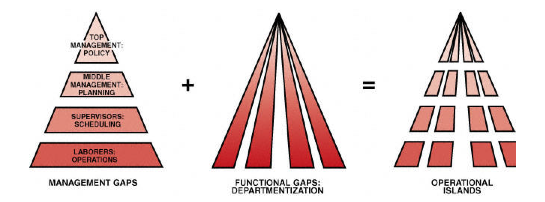 TOP
MANAGEMENT:
POLICY
MIDDLE
MANAGEMENT:
PLANNING
SUPERVISORS:
SCHEDULING
LABORERS:
OPERATIONS
MANAGEMENT GAPS
+
FUNCTIONAL GAPS:
DEPARTMENTIZATION
=
OPERATIONAL
ISLANDS